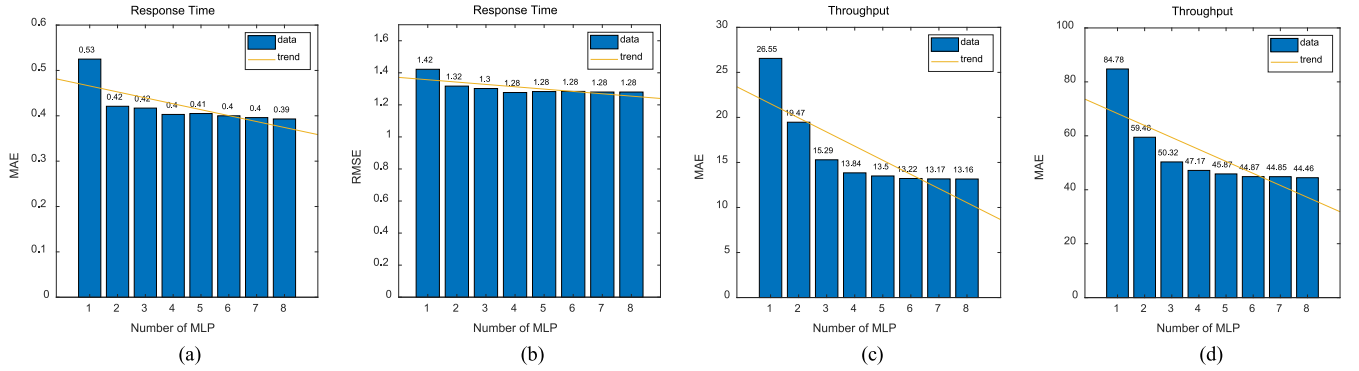 Response Time
0.6
0.5
0.4
0.3
0.2
0.1
0
MAE
0.53
0.42
0.42
0.4
0.41
0.4
0.4
0.39
data
trend
1 2 3 4 5 6 7 8
Number of MLP
(a)
Response Time
1.6
1.4
1.2
1
0.8
0.6
0.4
0.2
0
RMSE
1.42
1.32
1.3
1.28
1.28
1.28
1.28
1.28
data
trend
1 2 3 4 5 6 7 8
Number of MLP
(b)
Throughput
30
25
20
15
10
5
0
MAE
26.55
19.47
15.29
13.84
13.5
13.22
13.17
13.16
data
trend
1 2 3 4 5 6 7 8
Number of MLP
(c)
Throughput
100
80
60
40
20
0
MAE
84.78
59.48
50.32
47.17
45.87
44.87
44.85
44.46
data
trend
1 2 3 4 5 6 7 8
Number of MLP
(d)